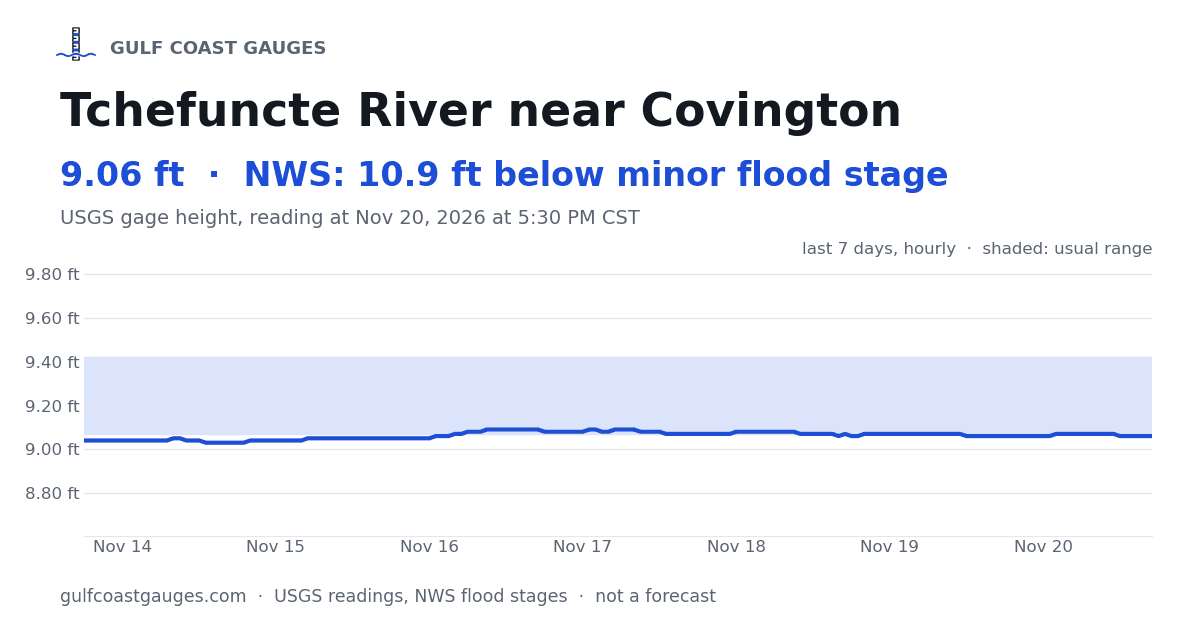 GULF COAST GAUGES
Tchefuncte River near Covington
9.06 ft · NWS: 10.9 ft below minor flood stage
USGS gage height, reading at Nov 20, 2026 at 5:30 PM CST
last 7 days, hourly · shaded: usual range
9.80 ft
9.60 ft
9.40 ft
9.20 ft
9.00 ft
8.80 ft
Nov 14 Nov 15 Nov 16 Nov 17 Nov 18 Nov 19 Nov 20
gulfcoastgauges.com · USGS readings, NWS flood stages · not a forecast